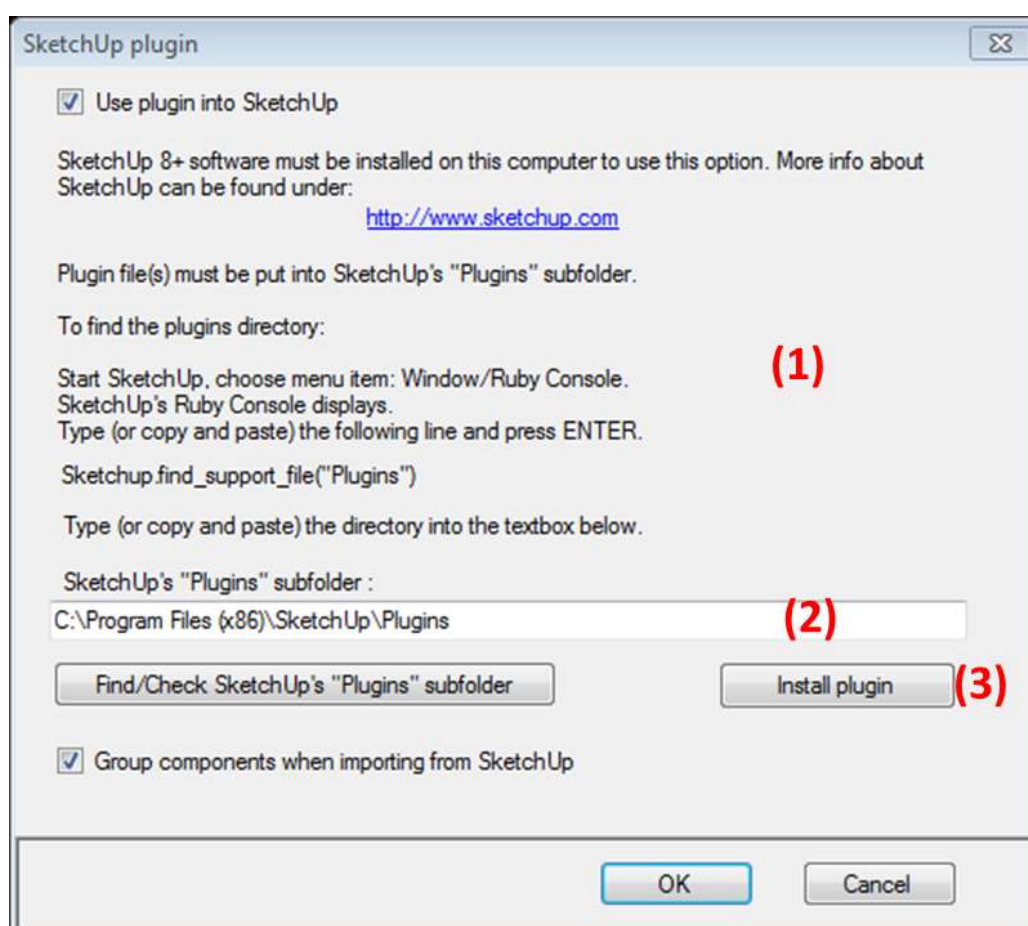 SketchUp plugin
Use plugin into SketchUp
SketchUp 8+ software must be installed on this computer to use this option. More info about
SketchUp can be found under:
http://www.sketchup.com
Plugin file(s) must be put into SketchUp's "Plugins" subfolder.
To find the plugins directory:
(1)
Start SketchUp, choose menu item: Window/Ruby Console.
SketchUp's Ruby Console displays.
Type (or copy and paste) the following line and press ENTER.
Sketchup.find_support_file("Plugins")
Type (or copy and paste) the directory into the textbox below.
SketchUp's "Plugins" subfolder :
C:\Program Files (x86)\SketchUp\Plugins (2)
Find/Check SketchUp's "Plugins" subfolder Install plugin (3)
Group components when importing from SketchUp
OK Cancel